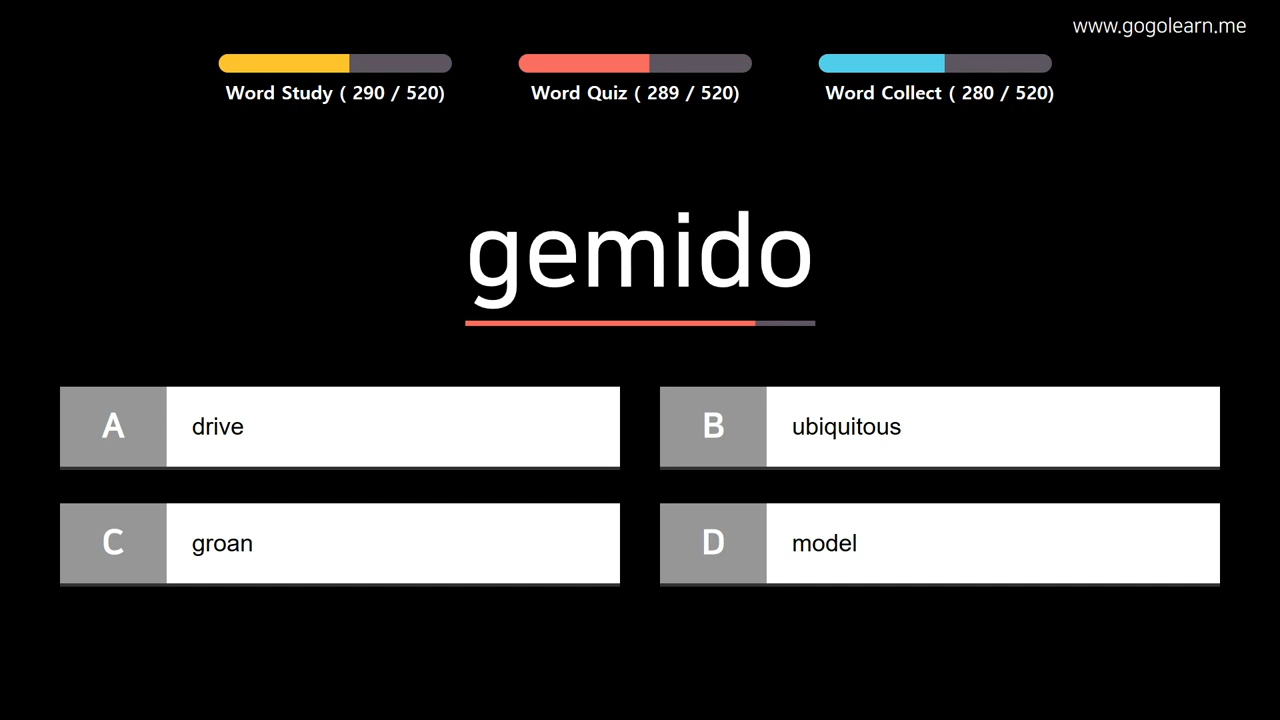 www.gogolearn.me
Word Study ( 290 / 520)
Word Quiz ( 289 / 520)
Word Collect ( 280 / 520)
gemido
A drive
B ubiquitous
C groan
D model